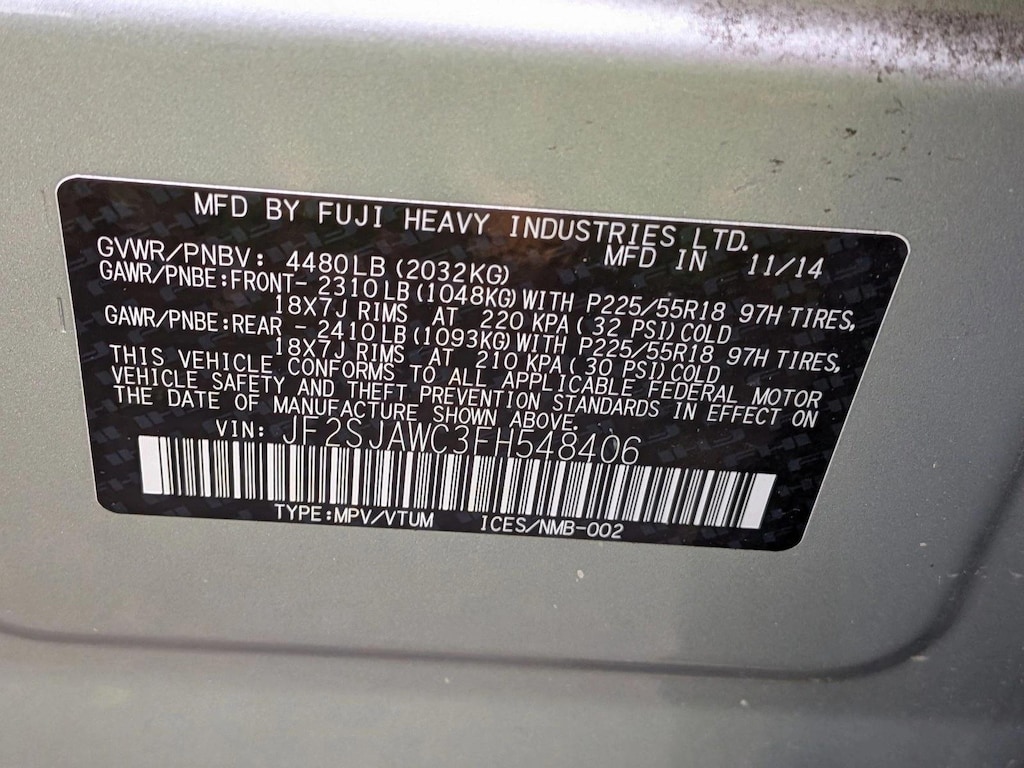 MFD BY FUJI HEAVY INDUSTRIES LTD.
GVWR/PNBV: 4480LB (2032KG) MFD IN 11/14
GAWR/PNBE:FRONT- 2310LB (1048KG) WITH P225/55R18 97H TIRES,
18X7J RIMS AT 220 KPA ( 32 PSI) COLD
GAWR/PNBE:REAR - 2410LB (1093KG) WITH P225/55R18 97H TIRES,
18X7J RIMS AT 210 KPA ( 30 PSI) COLD
THIS VEHICLE CONFORMS TO ALL APPLICABLE FEDERAL MOTOR
VEHICLE SAFETY AND THEFT PREVENTION STANDARDS IN EFFECT ON
THE DATE OF MANUFACTURE SHOWN ABOVE.
VIN: JF2SJAWC3FH548406
TYPE:MPV/VTUM ICES/NMB-002